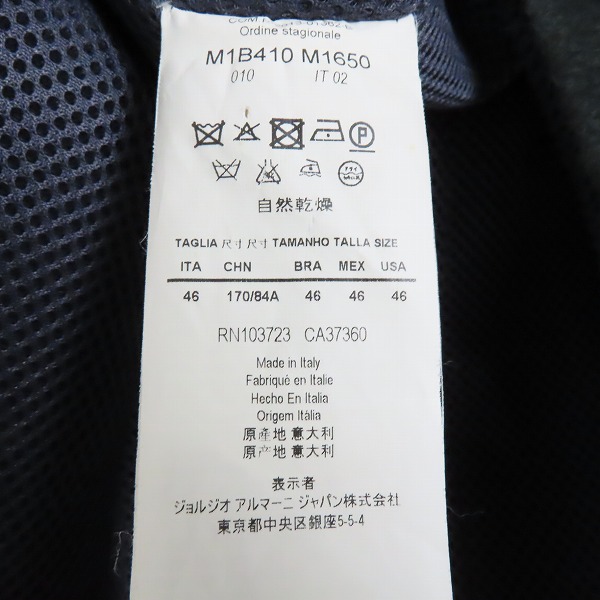 Ordine stagionale
M1B410 M1650
010 IT 02
P
自然乾燥
TAGLIA 尺寸 尺寸 TAMANHO TALLA SIZE
ITA CHN BRA MEX USA
46 170/84A 46 46 46
RN103723 CA37360
Made in Italy
Fabriqué en Italie
Hecho En Italia
Origem Itália
原產地 意大利
原产地 意大利
表示者
ジョルジオ アルマーニ ジャパン株式会社
東京都中央区銀座5-5-4